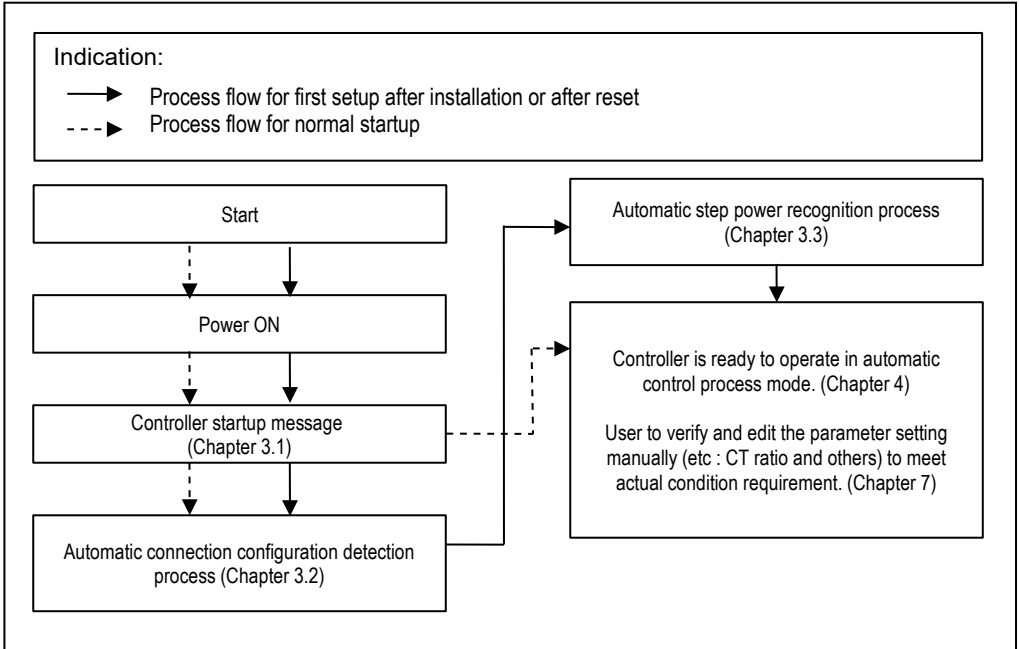 Indication:
Process flow for first setup after installation or after reset
Process flow for normal startup
Start
Power ON
Controller startup message
(Chapter 3.1)
Automatic connection configuration detection
process (Chapter 3.2)
Automatic step power recognition process
(Chapter 3.3)
Controller is ready to operate in automatic
control process mode. (Chapter 4)
User to verify and edit the parameter setting
manually (etc : CT ratio and others) to meet
actual condition requirement. (Chapter 7)